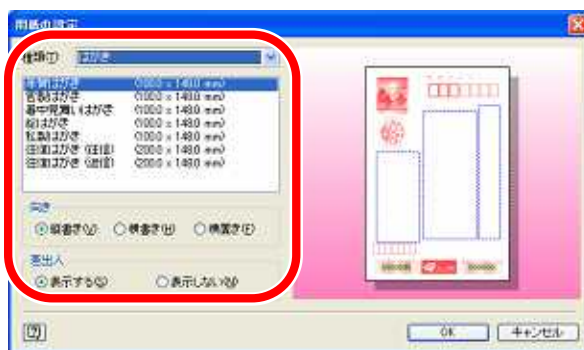 用紙の設定
種類(T) はがき
年賀はがき (100.0 x 148.0 mm)
官製はがき (100.0 x 148.0 mm)
暑中見舞いはがき (100.0 x 148.0 mm)
絵はがき (100.0 x 148.0 mm)
私製はがき (100.0 x 148.0 mm)
往復はがき (往信) (200.0 x 148.0 mm)
往復はがき (返信) (200.0 x 148.0 mm)
向き
縦書き(V) 横書き(H) 横置き(E)
差出人
表示する(S) 表示しない(N)
OK キャンセル